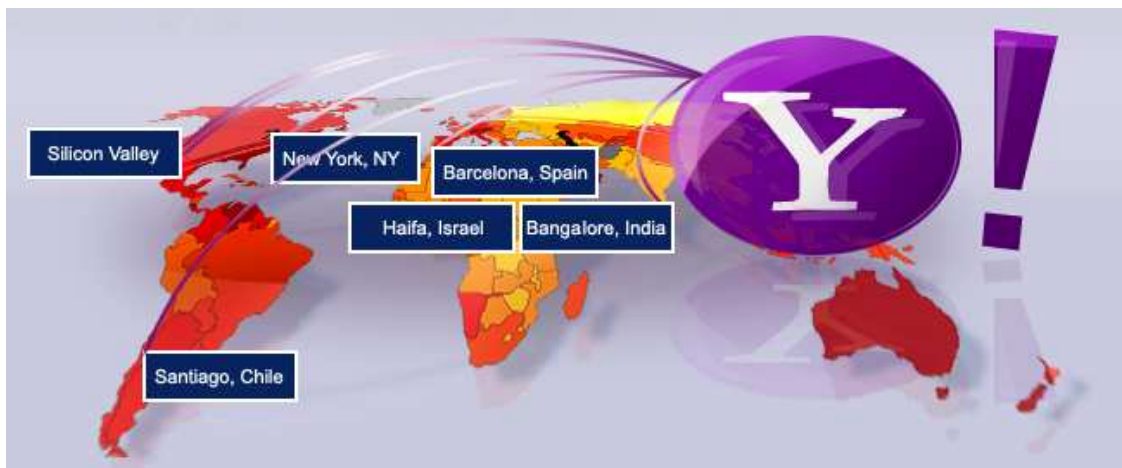 Y!
Silicon Valley
New York, NY
Barcelona, Spain
Haifa, Israel
Bangalore, India
Santiago, Chile